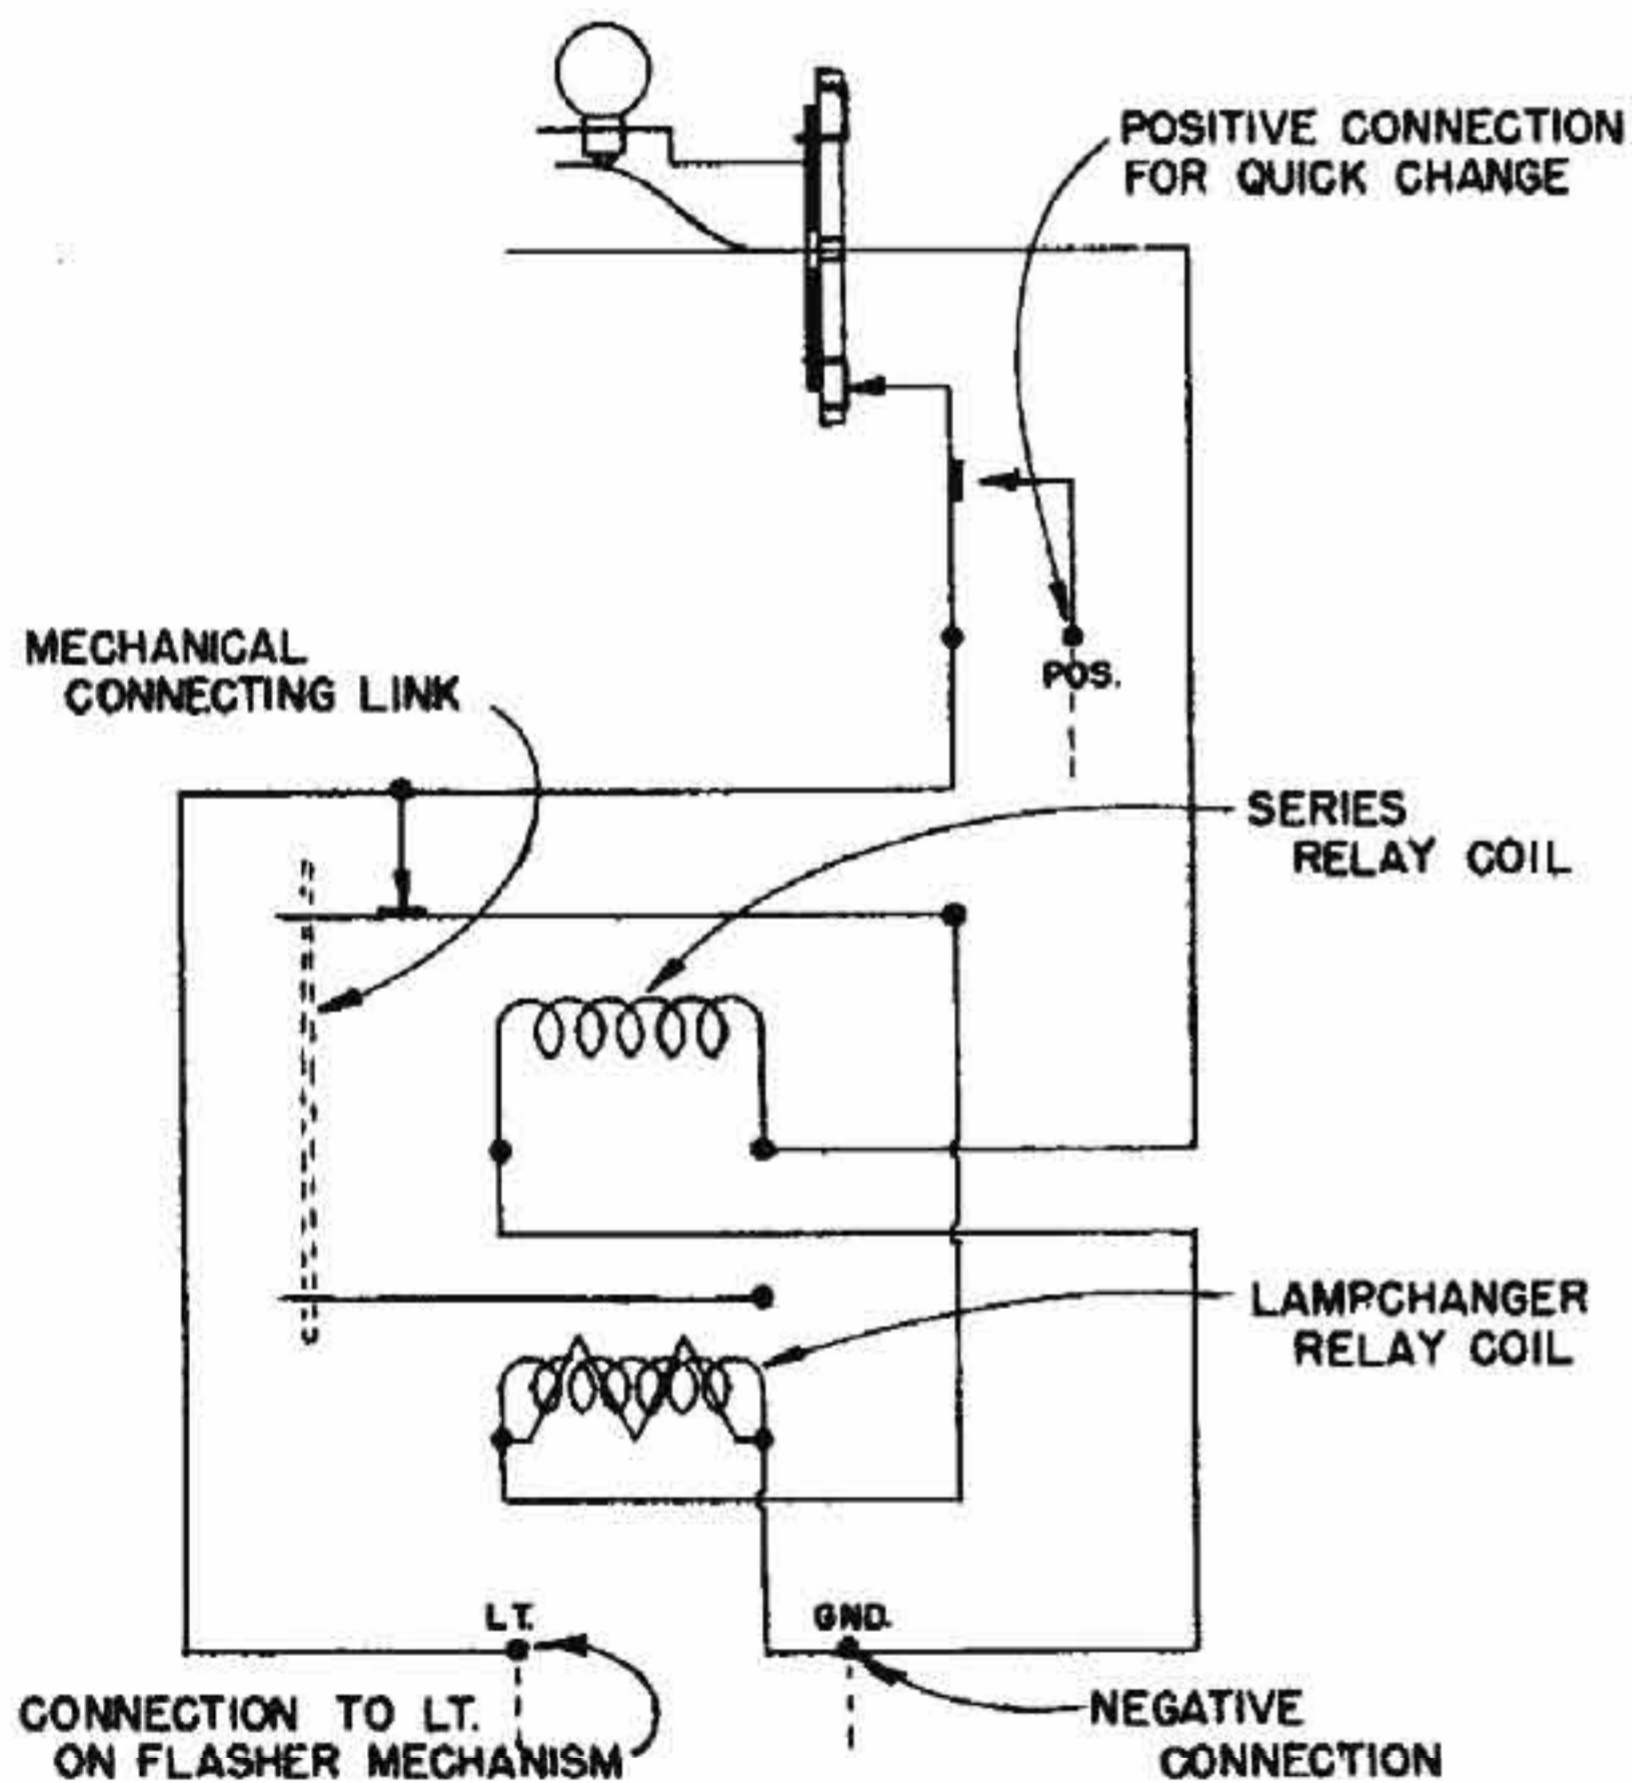 POSITIVE CONNECTION
FOR QUICK CHANGE
POS.
MECHANICAL
CONNECTING LINK
SERIES
RELAY COIL
LAMPCHANGER
RELAY COIL
LT.
GND.
CONNECTION TO LT.
ON FLASHER MECHANISM
NEGATIVE
CONNECTION